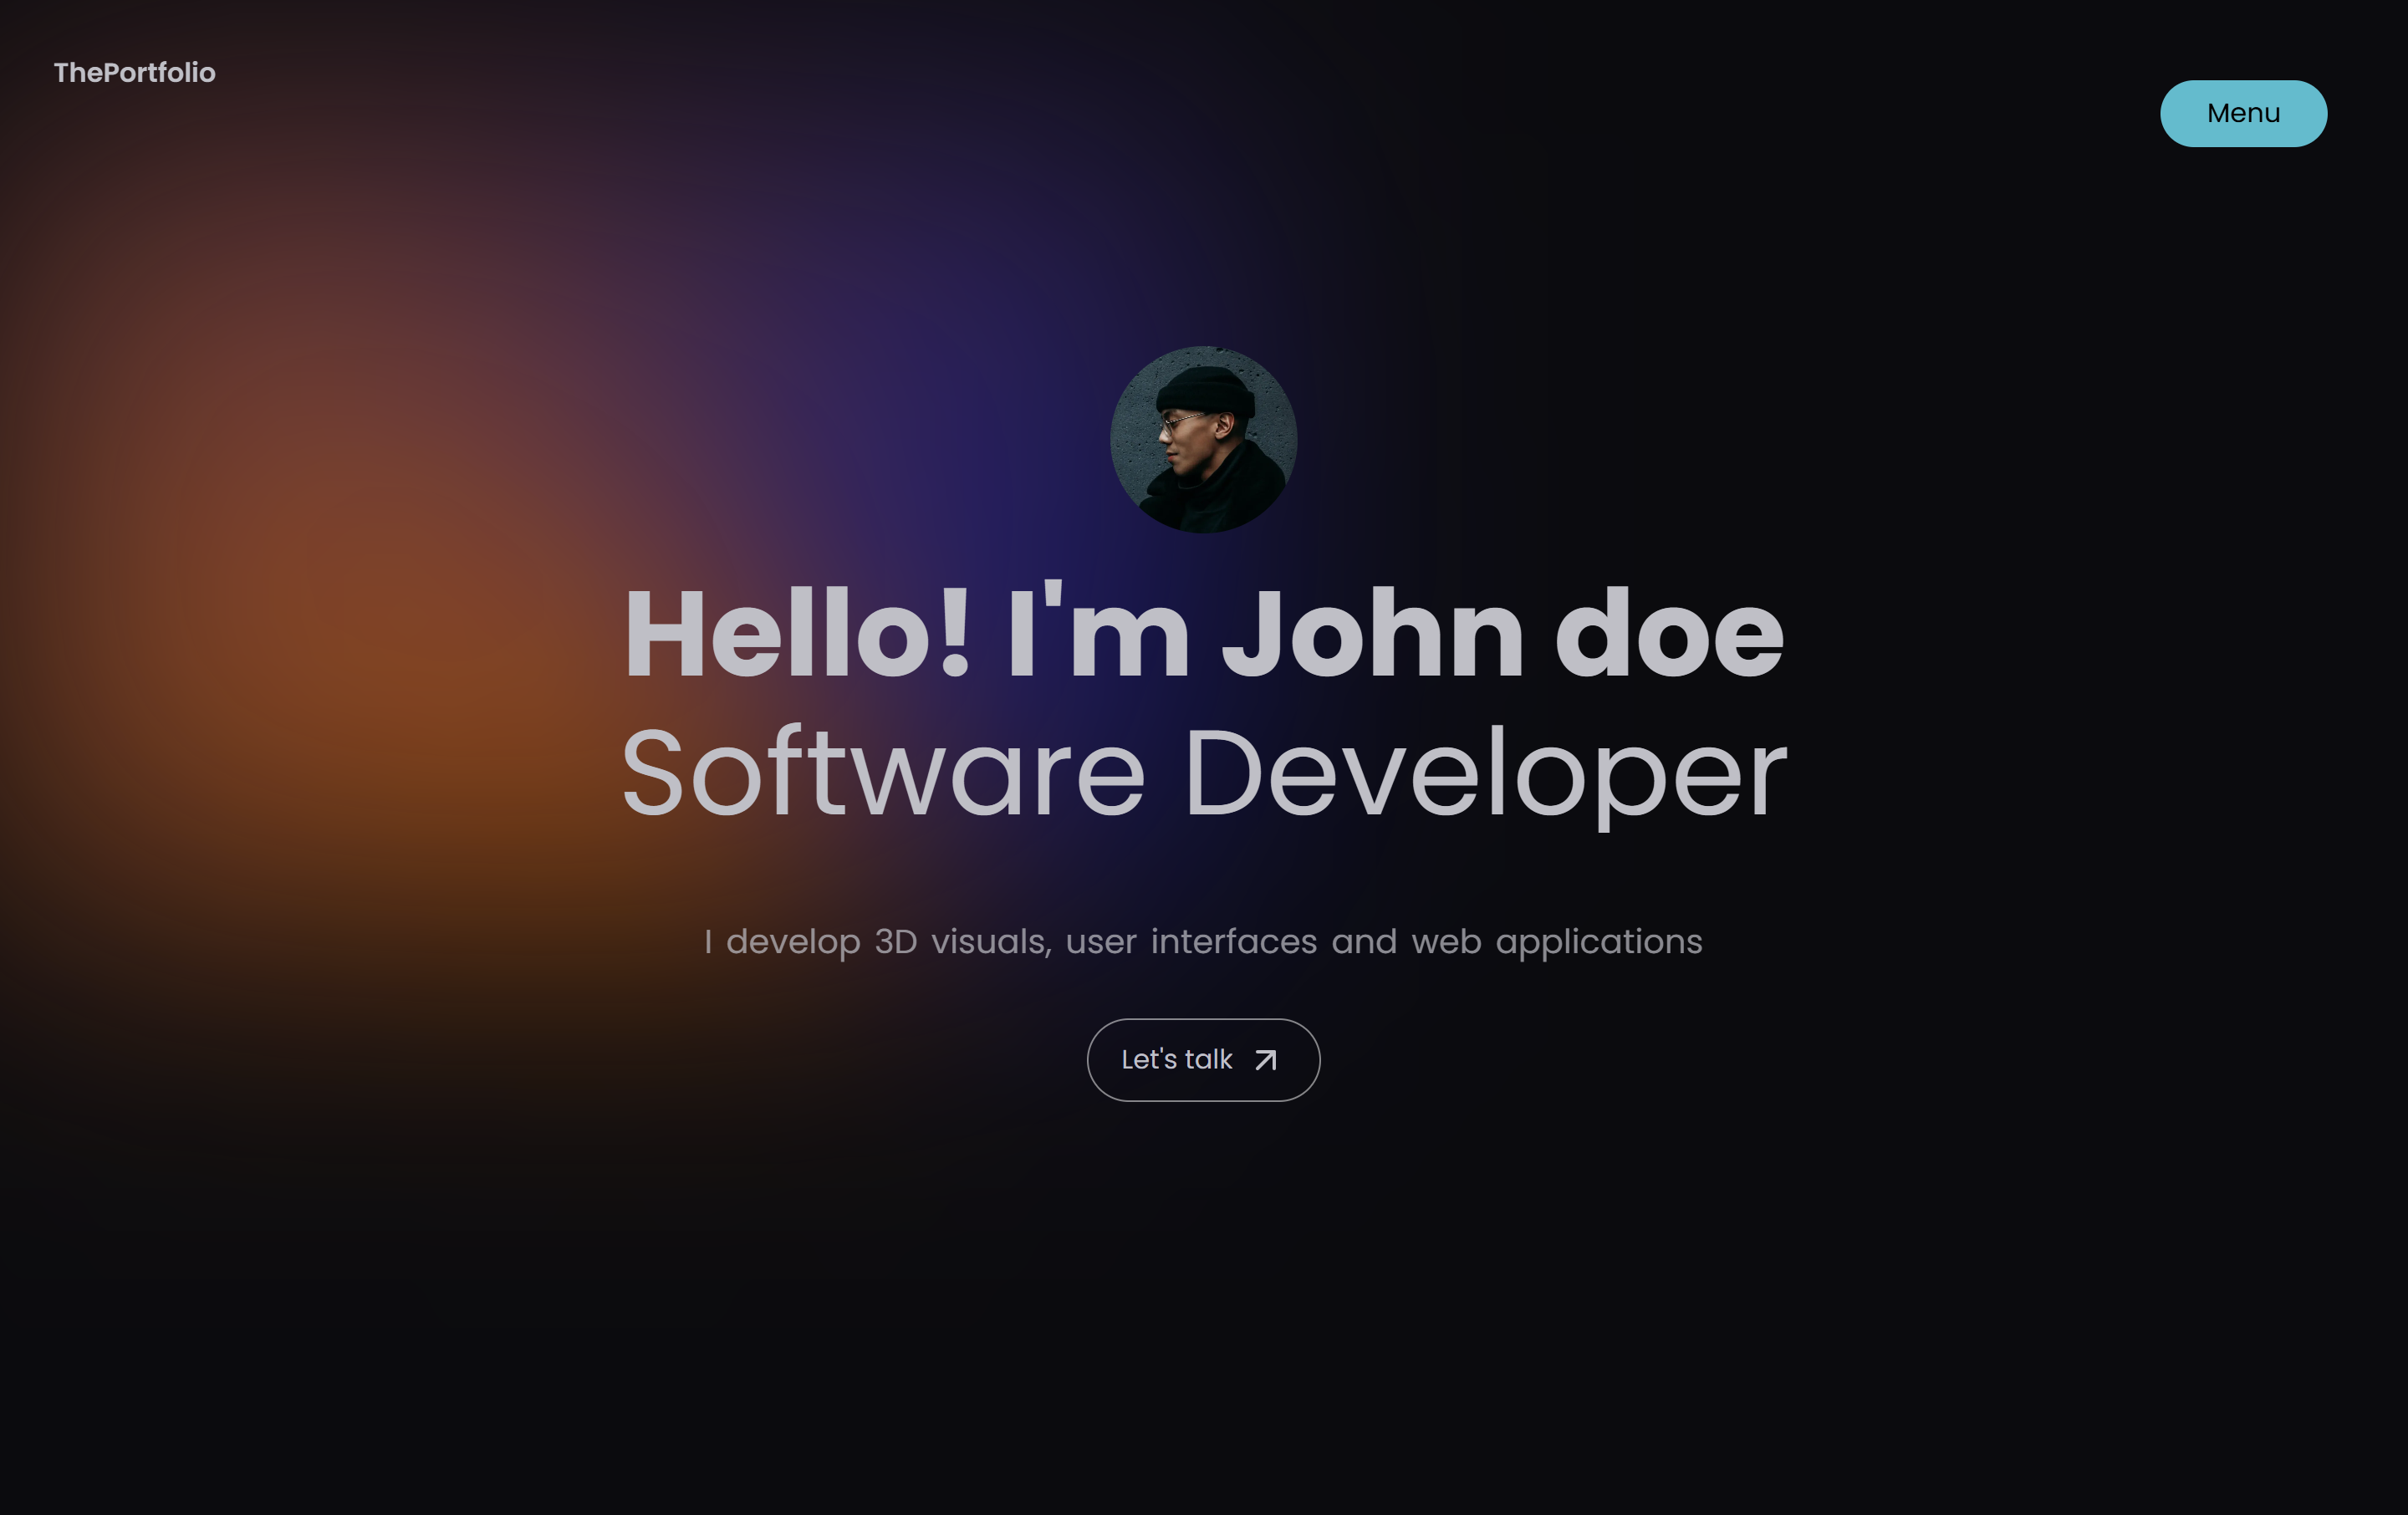 ThePortfolio
Menu
Hello! I'm John doe
Software Developer
I develop 3D visuals, user interfaces and web applications
Let's talk